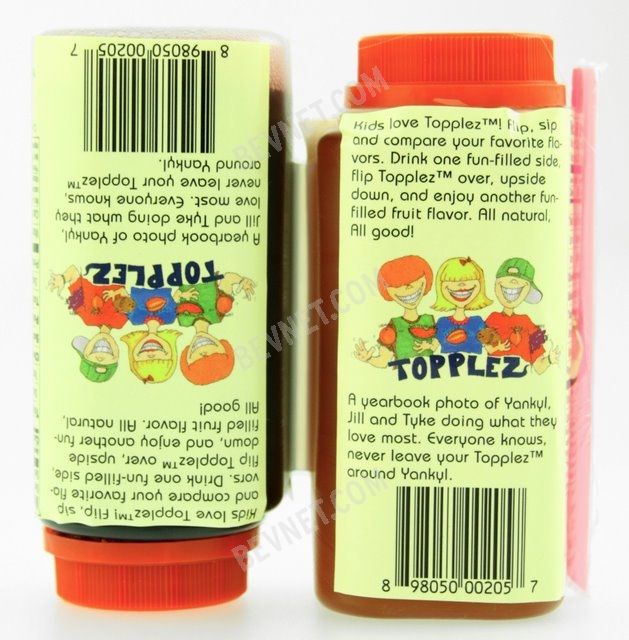 Kids love Topplez™! Flip, sip
and compare your favorite fla-
vors. Drink one fun-filled side,
flip Topplez™ over, upside
down, and enjoy another fun-
filled fruit flavor. All natural,
All good!
TOPPLEZ
A yearbook photo of Yankyl,
Jill and Tyke doing what they
love most. Everyone knows,
never leave your Topplez™
around Yankyl.
8 98050 00205 7
Kids love Topplez™! Flip, sip
and compare your favorite fla-
vors. Drink one fun-filled side,
flip Topplez™ over, upside
down, and enjoy another fun-
filled fruit flavor. All natural,
All good!
TOPPLEZ
A yearbook photo of Yankyl,
Jill and Tyke doing what they
love most. Everyone knows,
never leave your Topplez™
around Yankyl.
8 98050 00205 7
BEVNET.COM
BEVNET.COM
BEVNET.COM
BEVNET.COM